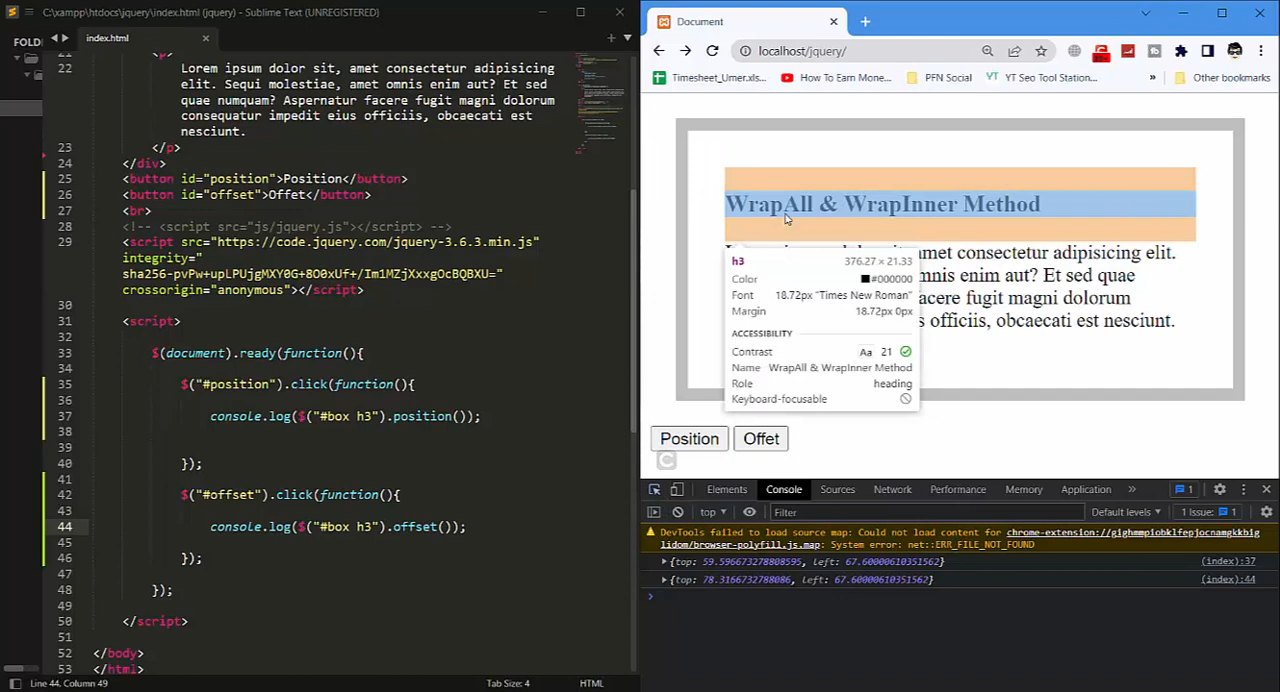 C:\xampp\htdocs\jquery\index.html (jquery) - Sublime Text (UNREGISTERED)
FOLD
index.html
22 Lorem ipsum dolor sit, amet consectetur adipisicing
elit. Sequi molestiae, amet omnis enim aut? Et sed
quae numquam? Aspernatur facere fugit magni dolorum
consequatur impedit eius officiis, obcaecati est
nesciunt.
23 </p>
24 </div>
25 <button id="position">Position</button>
26 <button id="offset">Offet</button>
27 <br>
28 <!-- <script src="js/jquery.js"></script> -->
29 <script src="https://code.jquery.com/jquery-3.6.3.min.js"
integrity="
sha256-pvPw+upLPUjgMXY0G+8O0xUf+/Im1MZjXxxgOcBQBXU="
crossorigin="anonymous"></script>
30
31 <script>
32
33 $(document).ready(function(){
34
35 $("#position").click(function(){
36
37 console.log($("#box h3").position());
38
39
40 });
41
42 $("#offset").click(function(){
43
44 console.log($("#box h3").offset());
45
46 });
47
48 });
49
50 </script>
51
52 </body>
53 </html>
Line 44, Column 49
Tab Size: 4
HTML
Document
localhost/jquery/
Timesheet_Umer.xls...
How To Earn Mone...
PFN Social
YT YT Seo Tool Station...
»
Other bookmarks
WrapAll & WrapInner Method
amet consectetur adipisicing elit.
mnis enim aut? Et sed quae
facere fugit magni dolorum
s officiis, obcaecati est nesciunt.
h3 376.27 × 21.33
Color #000000
Font 18.72px "Times New Roman"
Margin 18.72px 0px
ACCESSIBILITY
Contrast Aa 21
Name WrapAll & WrapInner Method
Role heading
Keyboard-focusable
Position
Offet
Elements Console Sources Network Performance Memory Application » 1
top Filter Default levels 1 Issue: 1
DevTools failed to load source map: Could not load content for chrome-extension://gighmmpiobklfepjocnamgkkbig
lidom/browser-polyfill.js.map: System error: net::ERR_FILE_NOT_FOUND
{top: 59.596673278808595, left: 67.60000610351562} (index):37
{top: 78.3166732788086, left: 67.60000610351562} (index):44